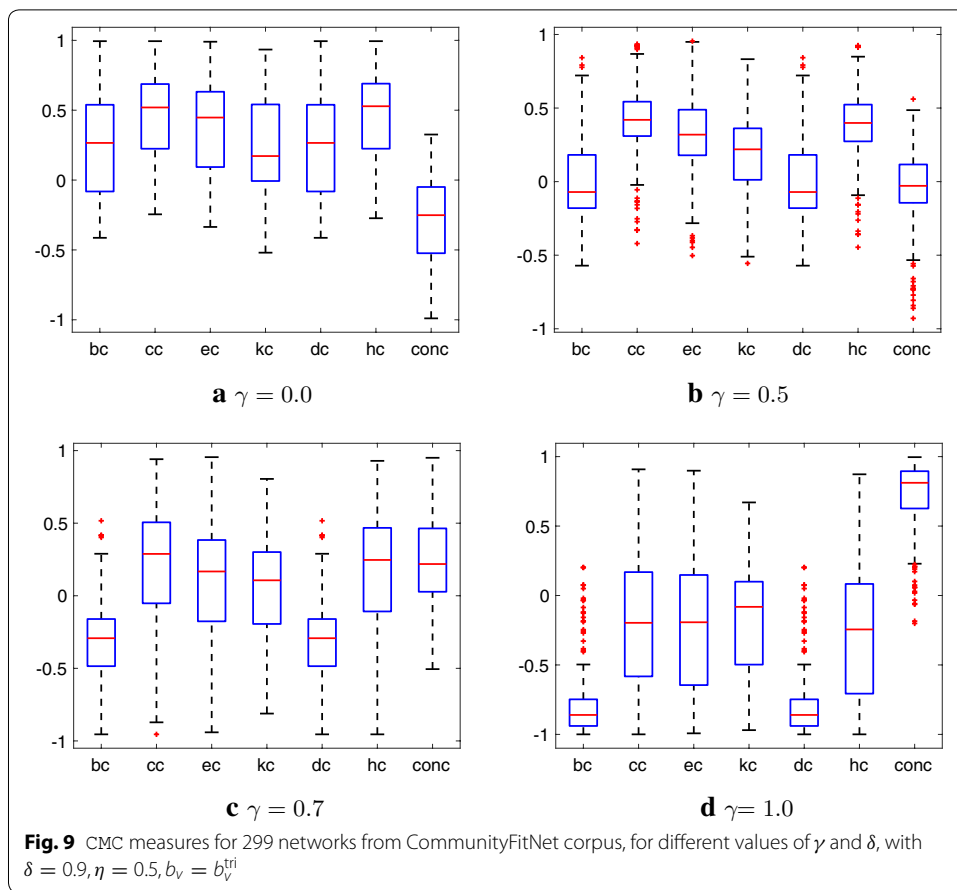 1
0.5
0
-0.5
-1
bc cc ec kc dc hc conc
a γ = 0.0
1
0.5
0
-0.5
-1
bc cc ec kc dc hc conc
b γ = 0.5
1
0.5
0
-0.5
-1
bc cc ec kc dc hc conc
c γ = 0.7
1
0.5
0
-0.5
-1
bc cc ec kc dc hc conc
d γ= 1.0
Fig. 9 CMC measures for 299 networks from CommunityFitNet corpus, for different values of γ and δ, with
δ = 0.9, η = 0.5, b_v = b_v^tri